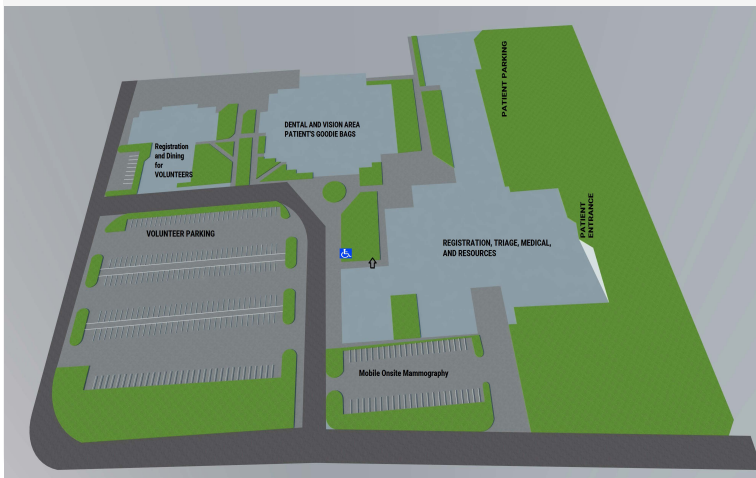 PATIENT PARKING
DENTAL AND VISION AREA
PATIENT'S GOODIE BAGS
Registration
and Dining
for
VOLUNTEERS
PATIENT
ENTRANCE
VOLUNTEER PARKING
REGISTRATION, TRIAGE, MEDICAL,
AND RESOURCES
Mobile Onsite Mammography